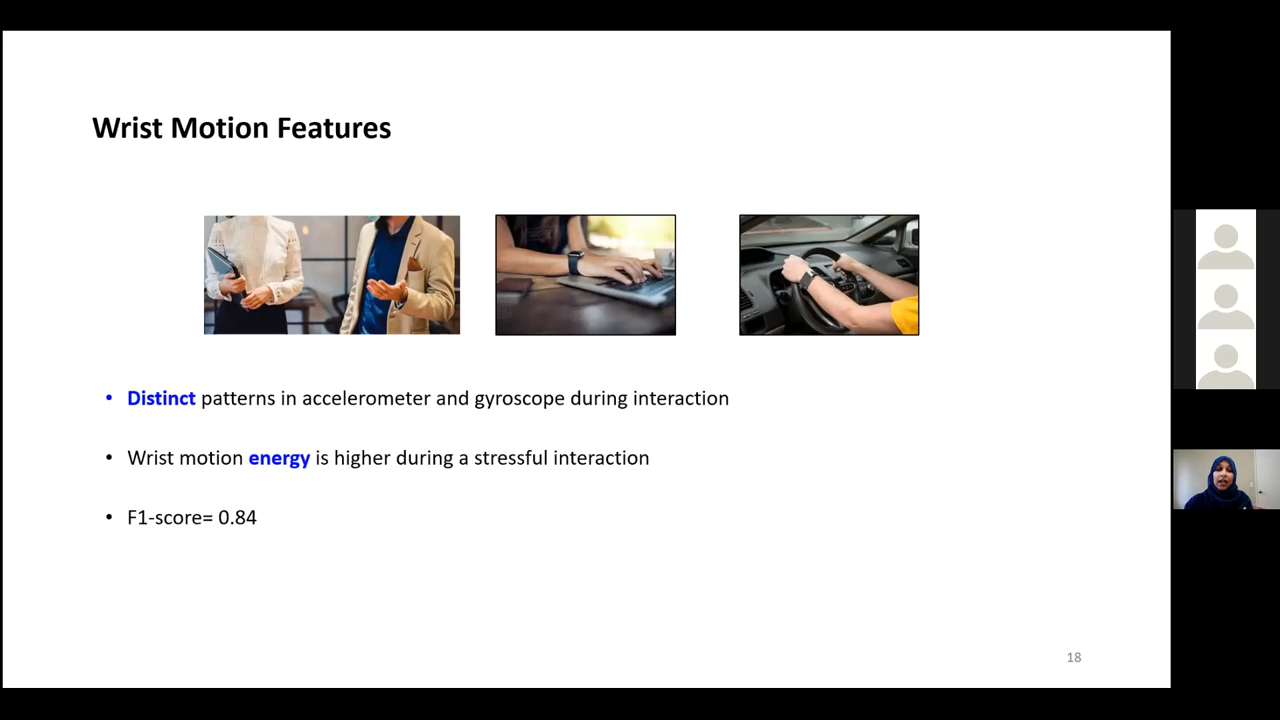 Wrist Motion Features
• Distinct patterns in accelerometer and gyroscope during interaction
• Wrist motion energy is higher during a stressful interaction
• F1-score= 0.84
18